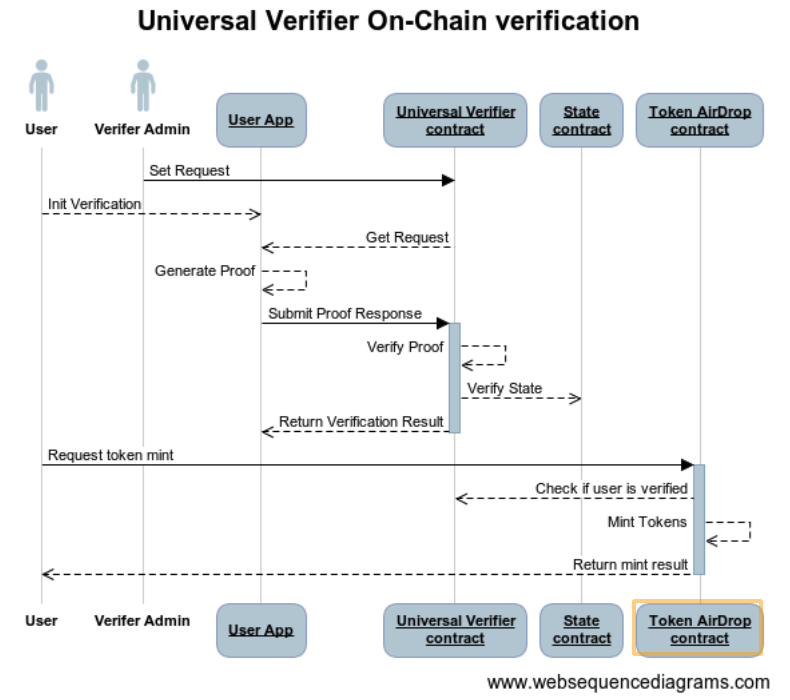 Universal Verifier On-Chain verification
User
Verifer Admin
User App
Universal Verifier
contract
State
contract
Token AirDrop
contract
Set Request
Init Verification
Get Request
Generate Proof
Submit Proof Response
Verify Proof
Verify State
Return Verification Result
Request token mint
Check if user is verified
Mint Tokens
Return mint result
User
Verifer Admin
User App
Universal Verifier
contract
State
contract
Token AirDrop
contract
www.websequencediagrams.com